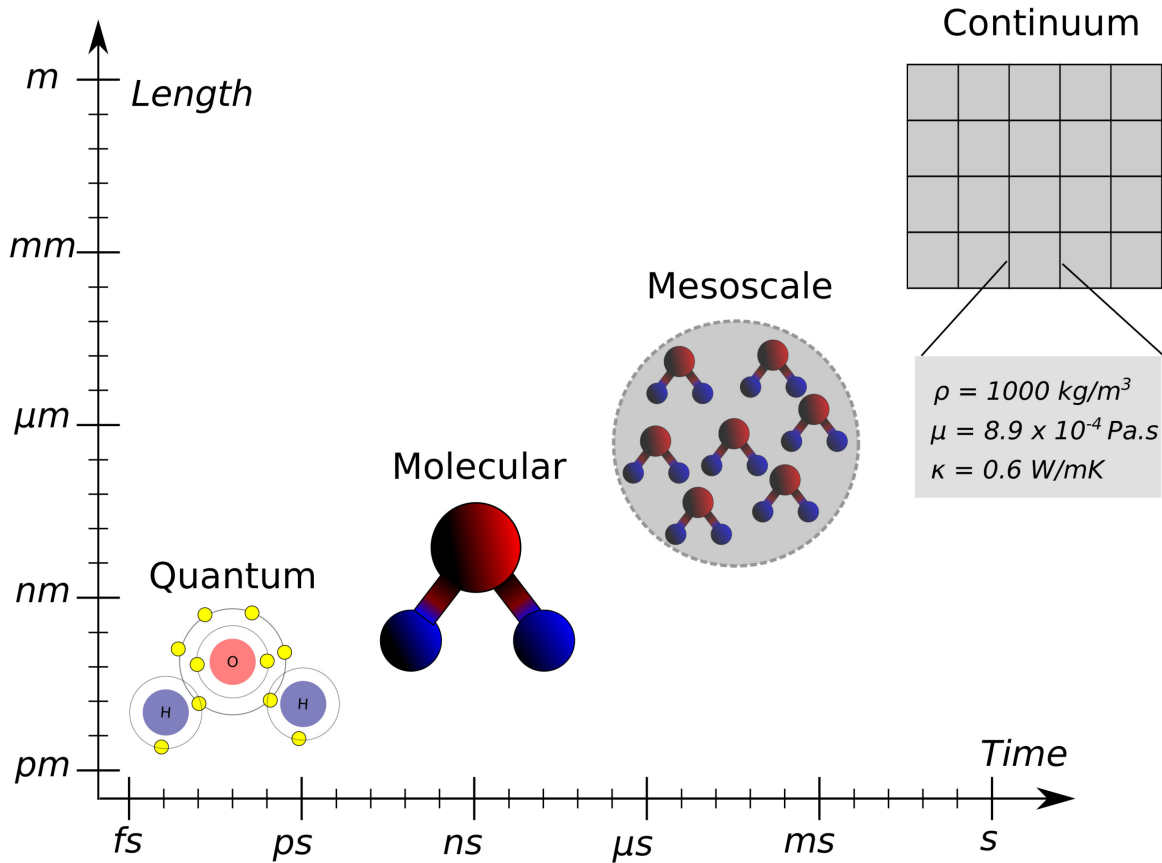 Continuum
m
Length
mm
Mesoscale
ρ = 1000 kg/m³
μ = 8.9 x 10⁻⁴ Pa.s
κ = 0.6 W/mK
μm
Molecular
Quantum
nm
O
H
H
pm
Time
fs
ps
ns
μs
ms
s